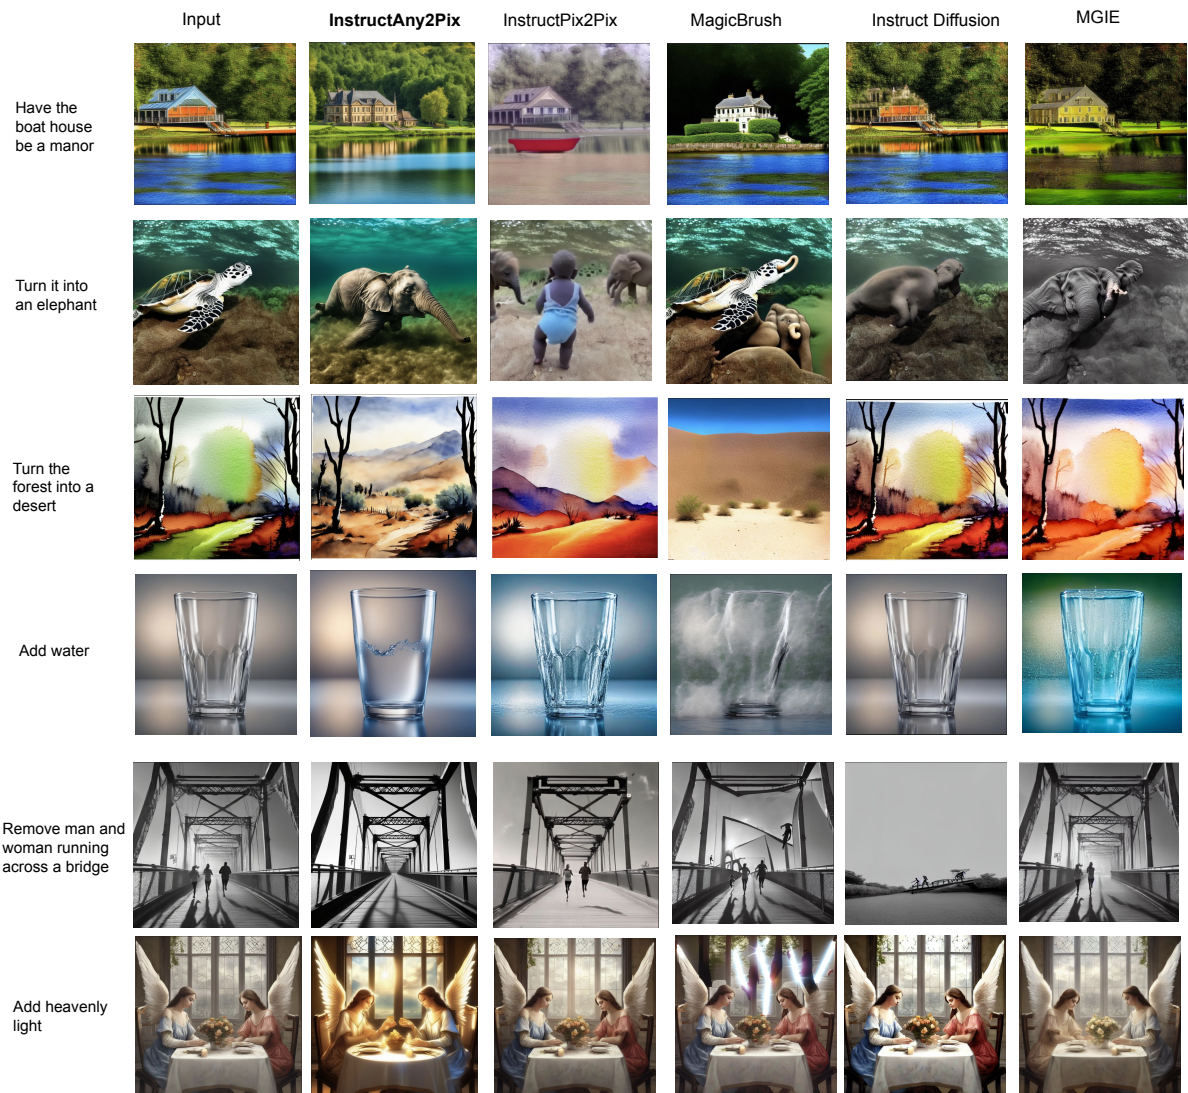 Input
InstructAny2Pix
InstructPix2Pix
MagicBrush
Instruct Diffusion
MGIE
Have the
boat house
be a manor
Turn it into
an elephant
Turn the
forest into a
desert
Add water
Remove man and
woman running
across a bridge
Add heavenly
light